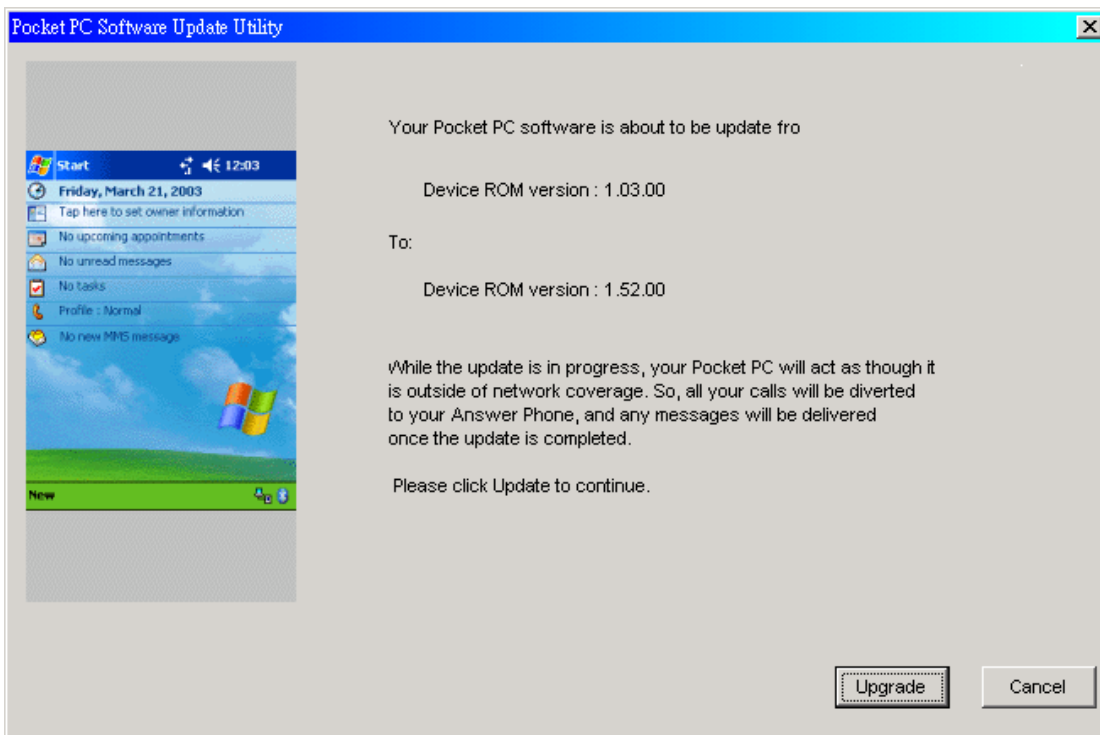 Pocket PC Software Update Utility
Start 12:03
Friday, March 21, 2003
Tap here to set owner information
No upcoming appointments
No unread messages
No tasks
Profile : Normal
No new MMS message
New
Your Pocket PC software is about to be update fro
Device ROM version : 1.03.00
To:
Device ROM version : 1.52.00
While the update is in progress, your Pocket PC will act as though it
is outside of network coverage. So, all your calls will be diverted
to your Answer Phone, and any messages will be delivered
once the update is completed.
Please click Update to continue.
Upgrade
Cancel